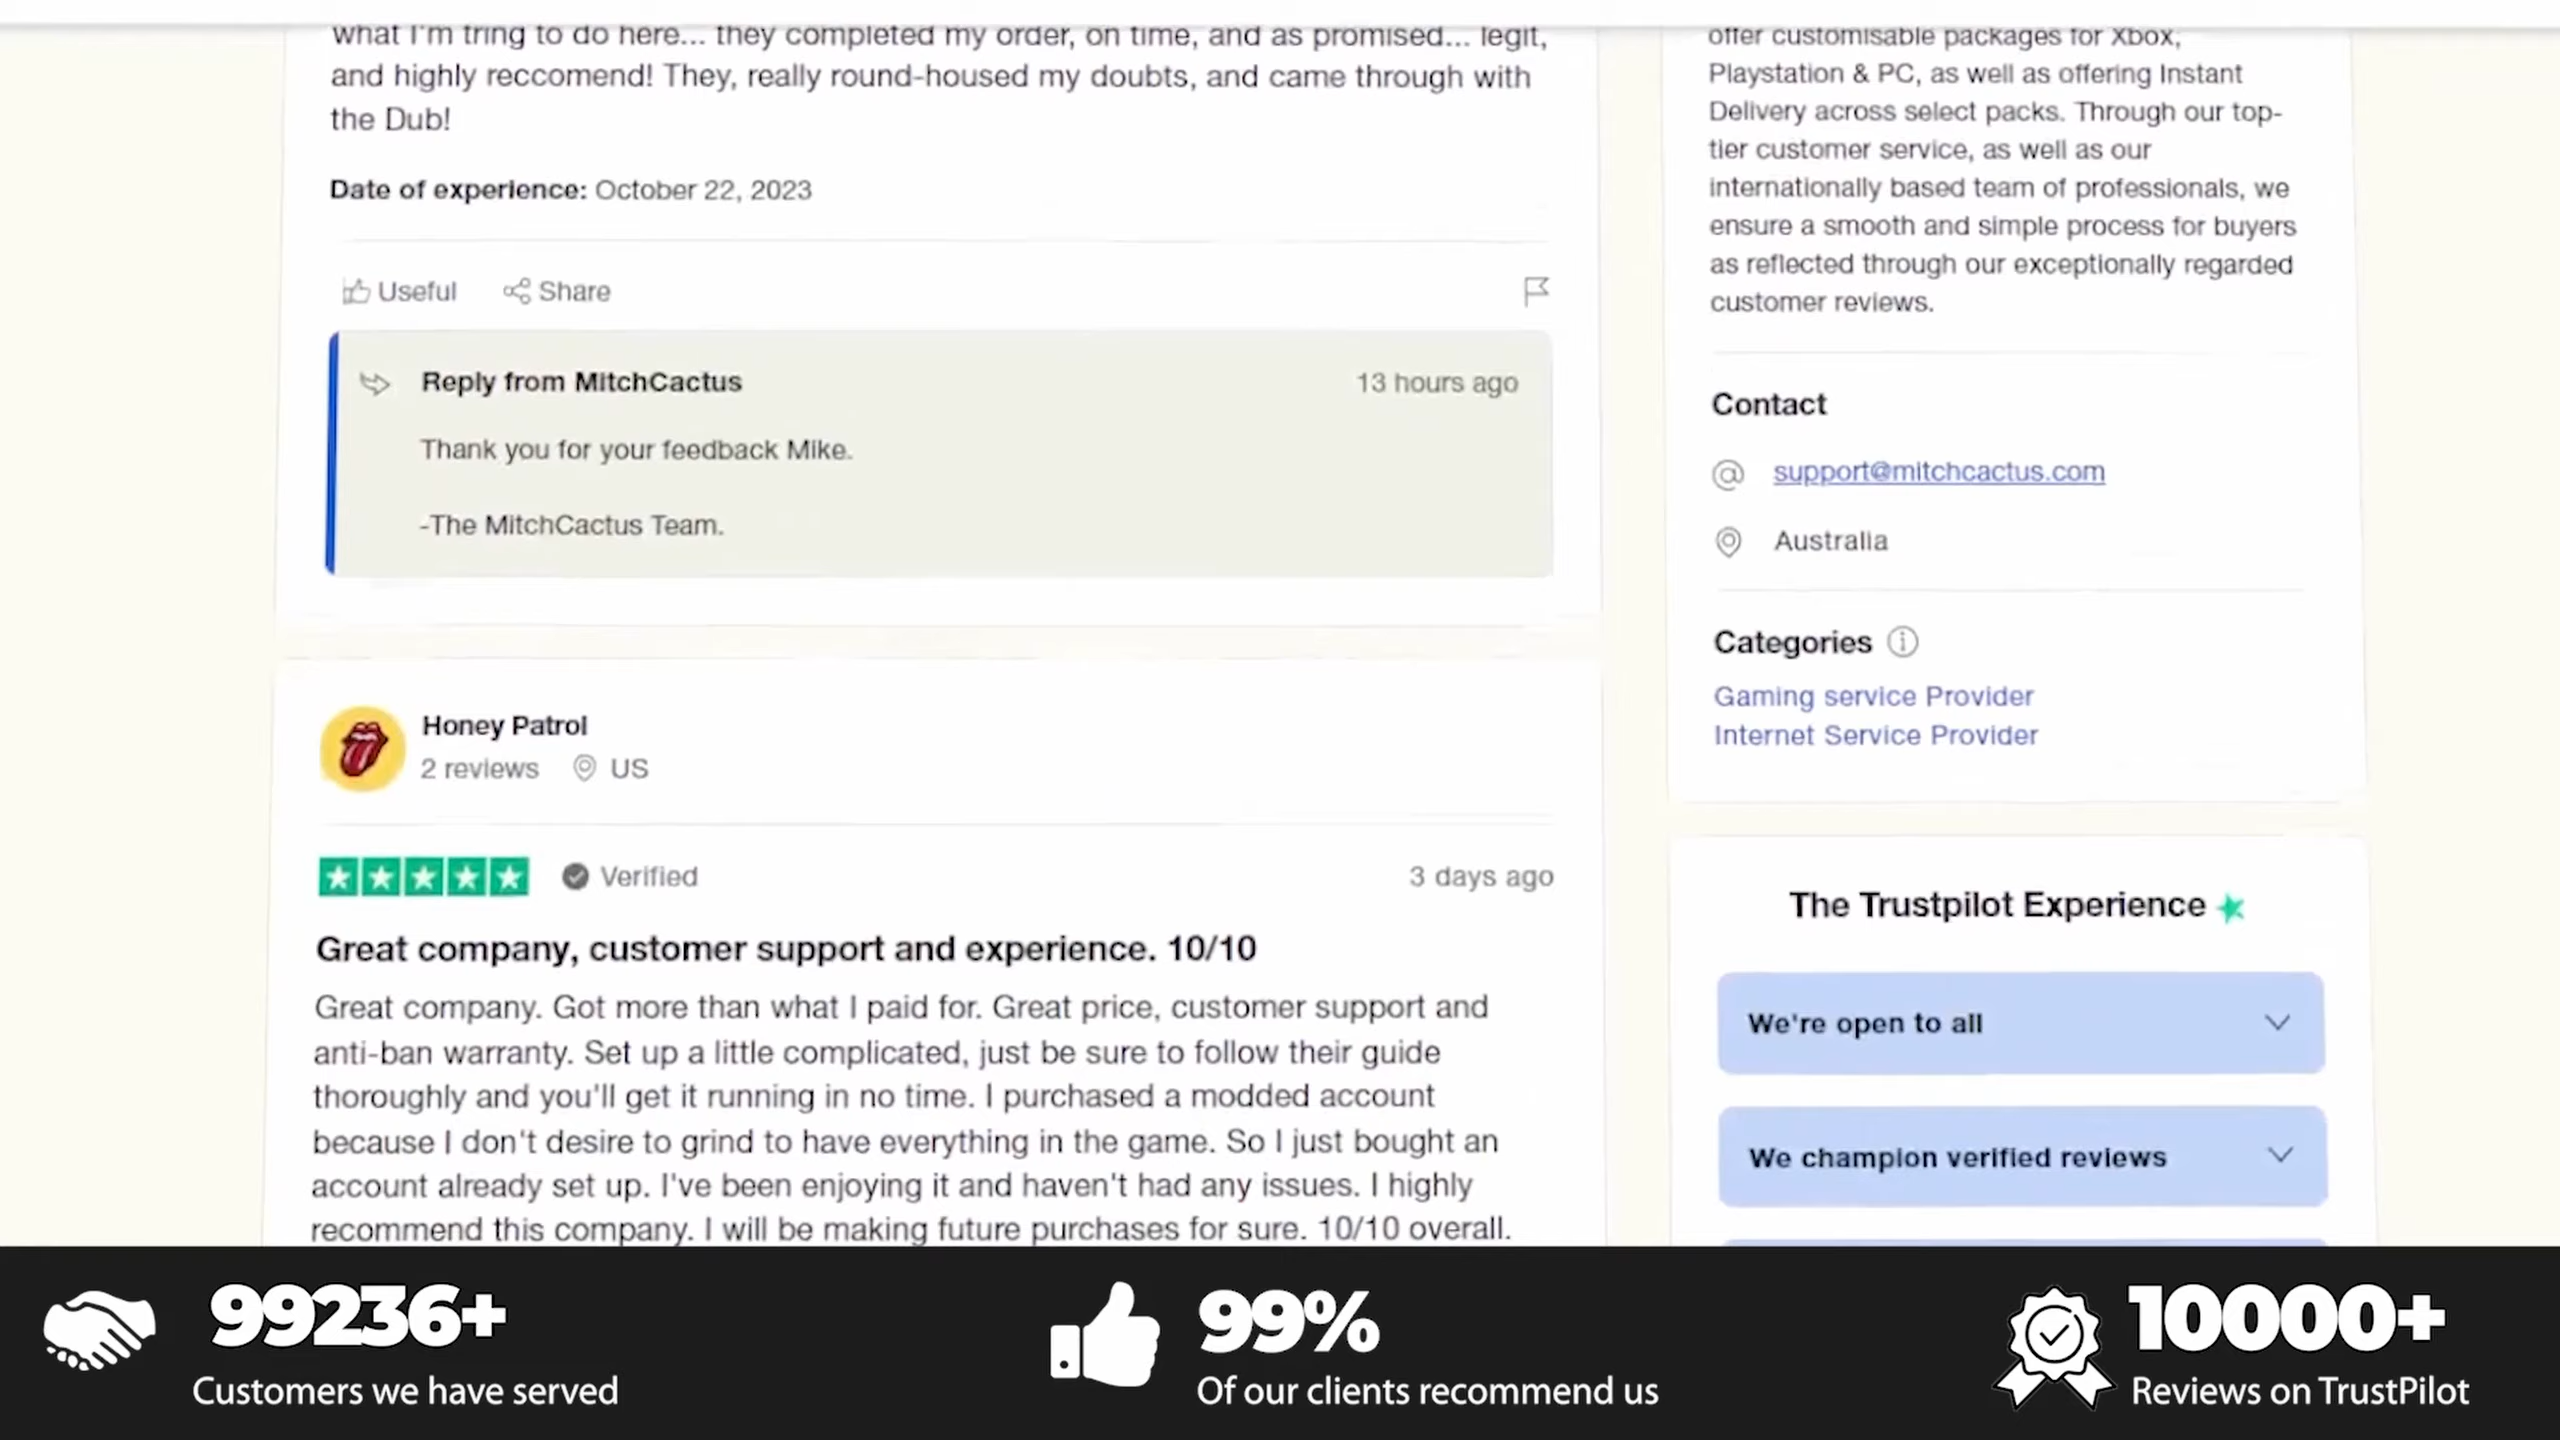 what I'm tring to do here... they completed my order, on time, and as promised... legit,
and highly reccomend! They, really round-housed my doubts, and came through with
the Dub!
Date of experience: October 22, 2023
Useful Share
Reply from MitchCactus 13 hours ago
Thank you for your feedback Mike.
-The MitchCactus Team.
Honey Patrol
2 reviews US
Verified 3 days ago
Great company, customer support and experience. 10/10
Great company. Got more than what I paid for. Great price, customer support and
anti-ban warranty. Set up a little complicated, just be sure to follow their guide
thoroughly and you'll get it running in no time. I purchased a modded account
because I don't desire to grind to have everything in the game. So I just bought an
account already set up. I've been enjoying it and haven't had any issues. I highly
recommend this company. I will be making future purchases for sure. 10/10 overall.
offer customisable packages for Xbox,
Playstation & PC, as well as offering Instant
Delivery across select packs. Through our top-
tier customer service, as well as our
internationally based team of professionals, we
ensure a smooth and simple process for buyers
as reflected through our exceptionally regarded
customer reviews.
Contact
support@mitchcactus.com
Australia
Categories
Gaming service Provider
Internet Service Provider
The Trustpilot Experience
We're open to all
We champion verified reviews
99236+
Customers we have served
99%
Of our clients recommend us
10000+
Reviews on TrustPilot